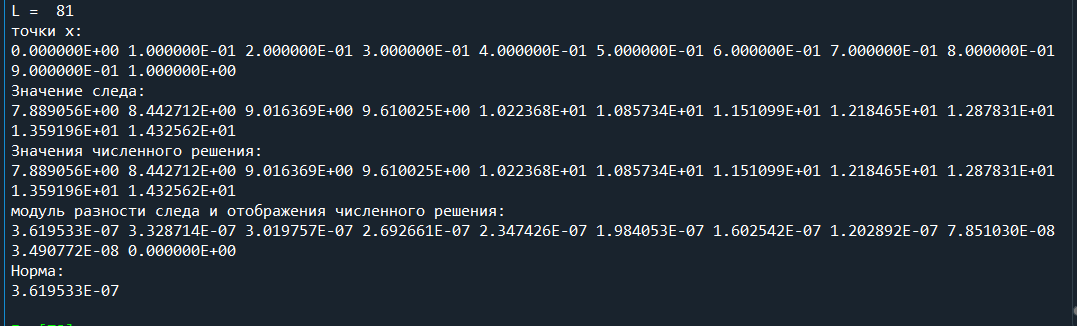 L =  81
точки x:
0.000000E+00 1.000000E-01 2.000000E-01 3.000000E-01 4.000000E-01 5.000000E-01 6.000000E-01 7.000000E-01 8.000000E-01
9.000000E-01 1.000000E+00
Значение следа:
7.889056E+00 8.442712E+00 9.016369E+00 9.610025E+00 1.022368E+01 1.085734E+01 1.151099E+01 1.218465E+01 1.287831E+01
1.359196E+01 1.432562E+01
Значения численного решения:
7.889056E+00 8.442712E+00 9.016369E+00 9.610025E+00 1.022368E+01 1.085734E+01 1.151099E+01 1.218465E+01 1.287831E+01
1.359196E+01 1.432562E+01
модуль разности следа и отображения численного решения:
3.619533E-07 3.328714E-07 3.019757E-07 2.692661E-07 2.347426E-07 1.984053E-07 1.602542E-07 1.202892E-07 7.851030E-08
3.490772E-08 0.000000E+00
Норма:
3.619533E-07